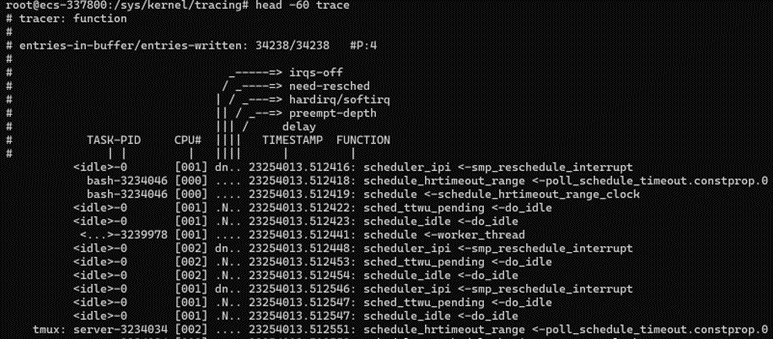 root@ecs-337800:/sys/kernel/tracing# head -60 trace
# tracer: function
#
# entries-in-buffer/entries-written: 34238/34238   #P:4
#
#                                _-----=> irqs-off
#                               / _----=> need-resched
#                              | / _---=> hardirq/softirq
#                              || / _--=> preempt-depth
#                              ||| /     delay
#           TASK-PID     CPU#  ||||   TIMESTAMP  FUNCTION
#              | |         |   ||||      |         |
          <idle>-0       [001] dn.. 23254013.512416: scheduler_ipi <-smp_reschedule_interrupt
            bash-3234046 [000] .... 23254013.512418: schedule_hrtimeout_range <-poll_schedule_timeout.constprop.0
            bash-3234046 [000] .... 23254013.512419: schedule <-schedule_hrtimeout_range_clock
          <idle>-0       [001] .N.. 23254013.512422: sched_ttwu_pending <-do_idle
          <idle>-0       [001] .N.. 23254013.512423: schedule_idle <-do_idle
           <...>-3239978 [001] .... 23254013.512441: schedule <-worker_thread
          <idle>-0       [002] dn.. 23254013.512448: scheduler_ipi <-smp_reschedule_interrupt
          <idle>-0       [002] .N.. 23254013.512453: sched_ttwu_pending <-do_idle
          <idle>-0       [002] .N.. 23254013.512454: schedule_idle <-do_idle
          <idle>-0       [001] dn.. 23254013.512546: scheduler_ipi <-smp_reschedule_interrupt
          <idle>-0       [001] .N.. 23254013.512547: sched_ttwu_pending <-do_idle
          <idle>-0       [001] .N.. 23254013.512547: schedule_idle <-do_idle
    tmux: server-3234034 [002] .... 23254013.512551: schedule_hrtimeout_range <-poll_schedule_timeout.constprop.0